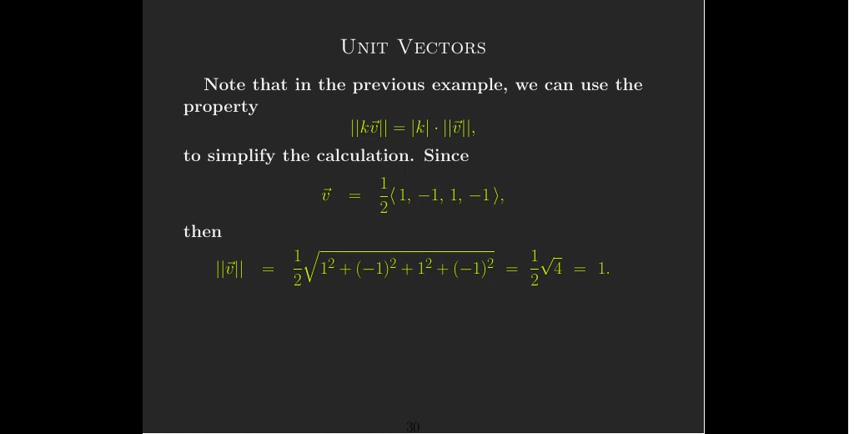 UNIT VECTORS
Note that in the previous example, we can use the
property
||kv⃗|| = |k| · ||v⃗||,
to simplify the calculation. Since
v⃗ = 1/2⟨ 1, −1, 1, −1 ⟩,
then
||v⃗|| = 1/2√(1² + (−1)² + 1² + (−1)²) = 1/2√4 = 1.
30